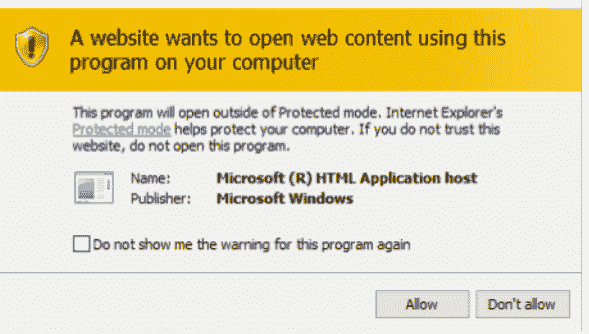 A website wants to open web content using this
program on your computer
This program will open outside of Protected mode. Internet Explorer's
Protected mode helps protect your computer. If you do not trust this
website, do not open this program.
Name: Microsoft (R) HTML Application host
Publisher: Microsoft Windows
Do not show me the warning for this program again
Allow Don't allow